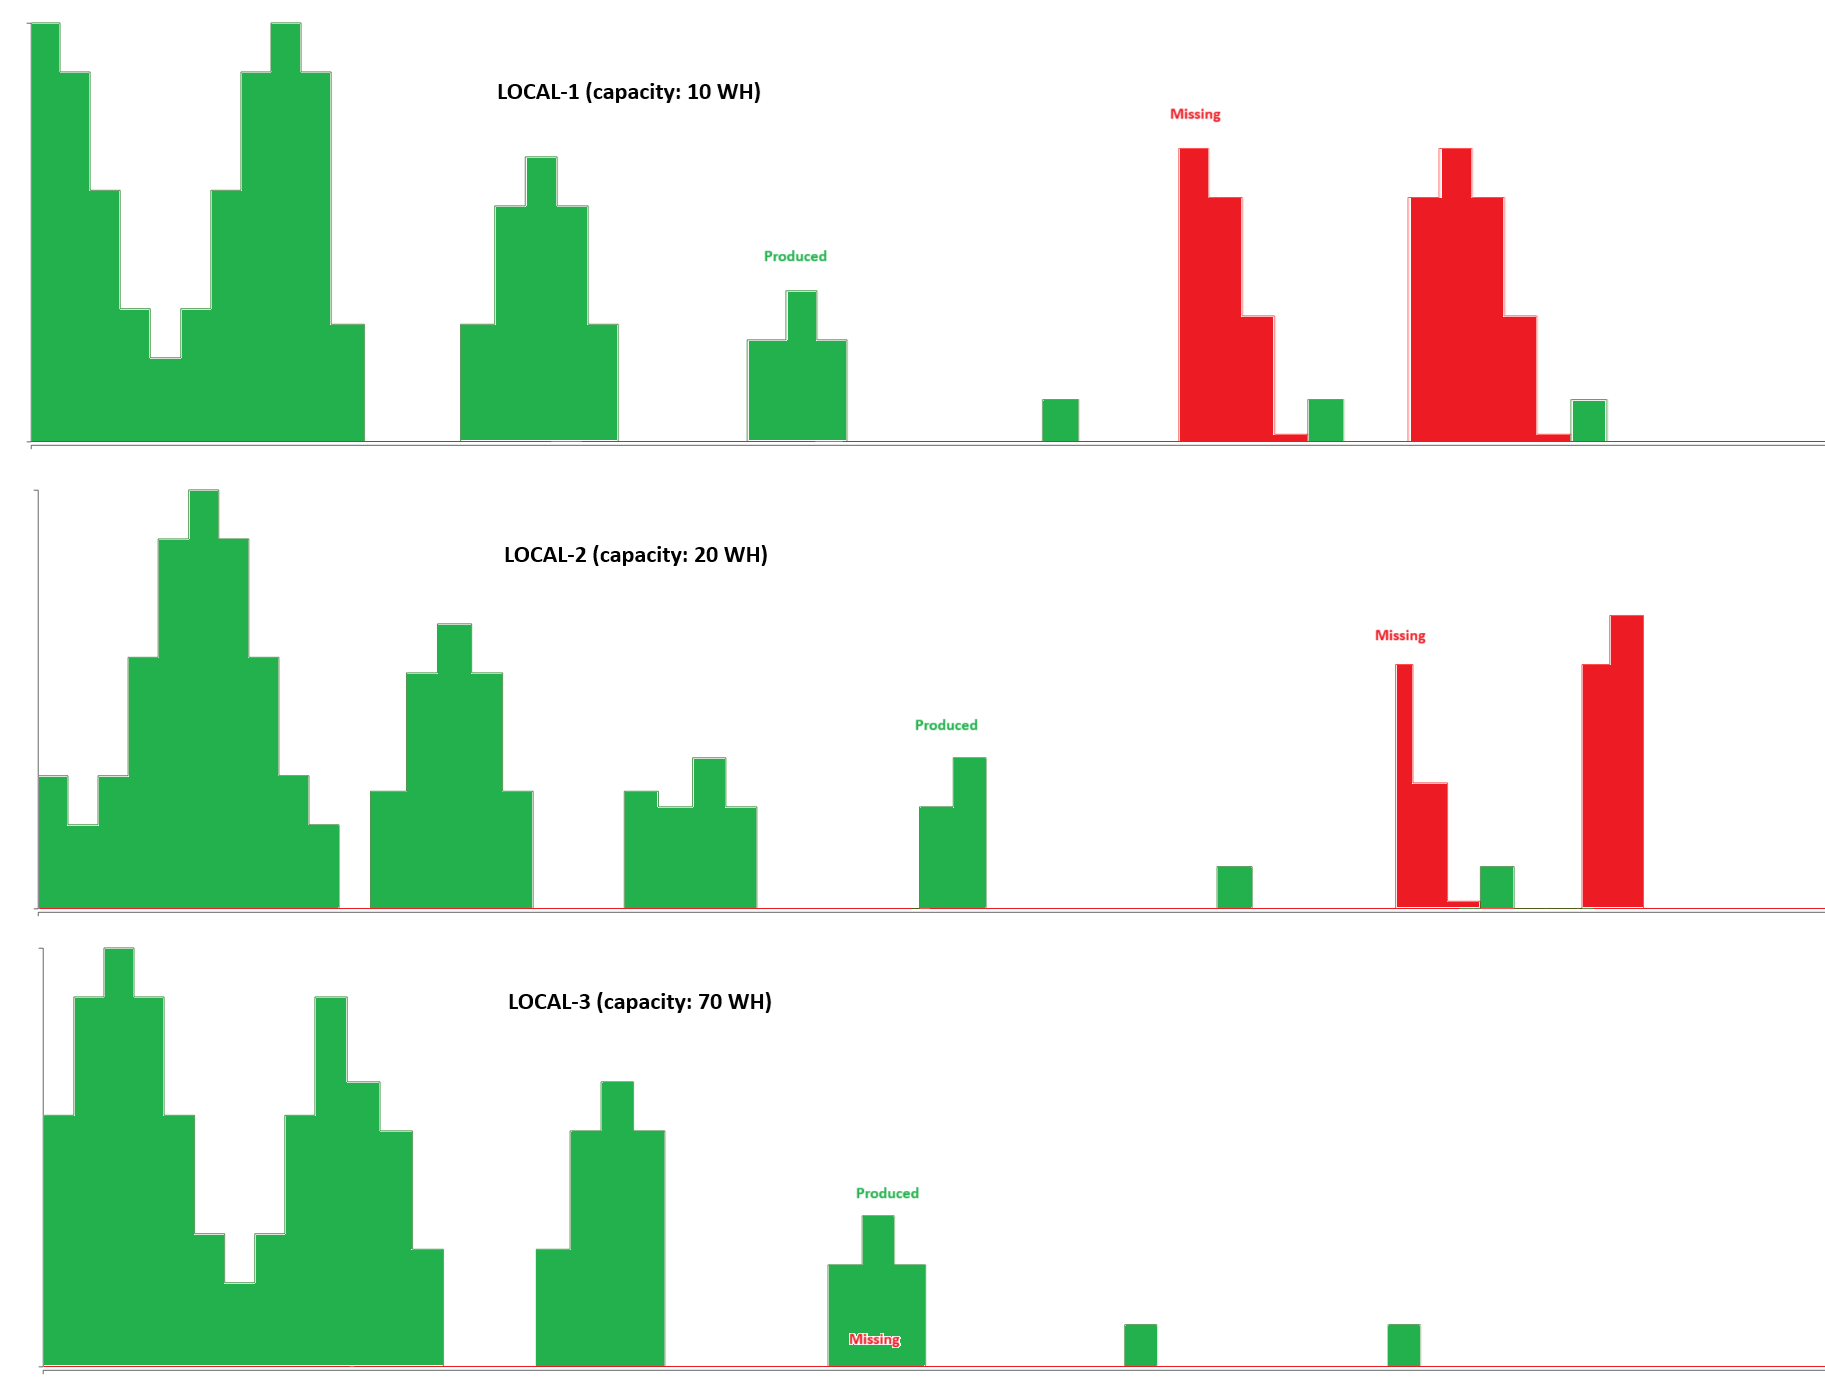 LOCAL-1 (capacity: 10 WH)
Missing
Produced
LOCAL-2 (capacity: 20 WH)
Missing
Produced
LOCAL-3 (capacity: 70 WH)
Produced
Missing